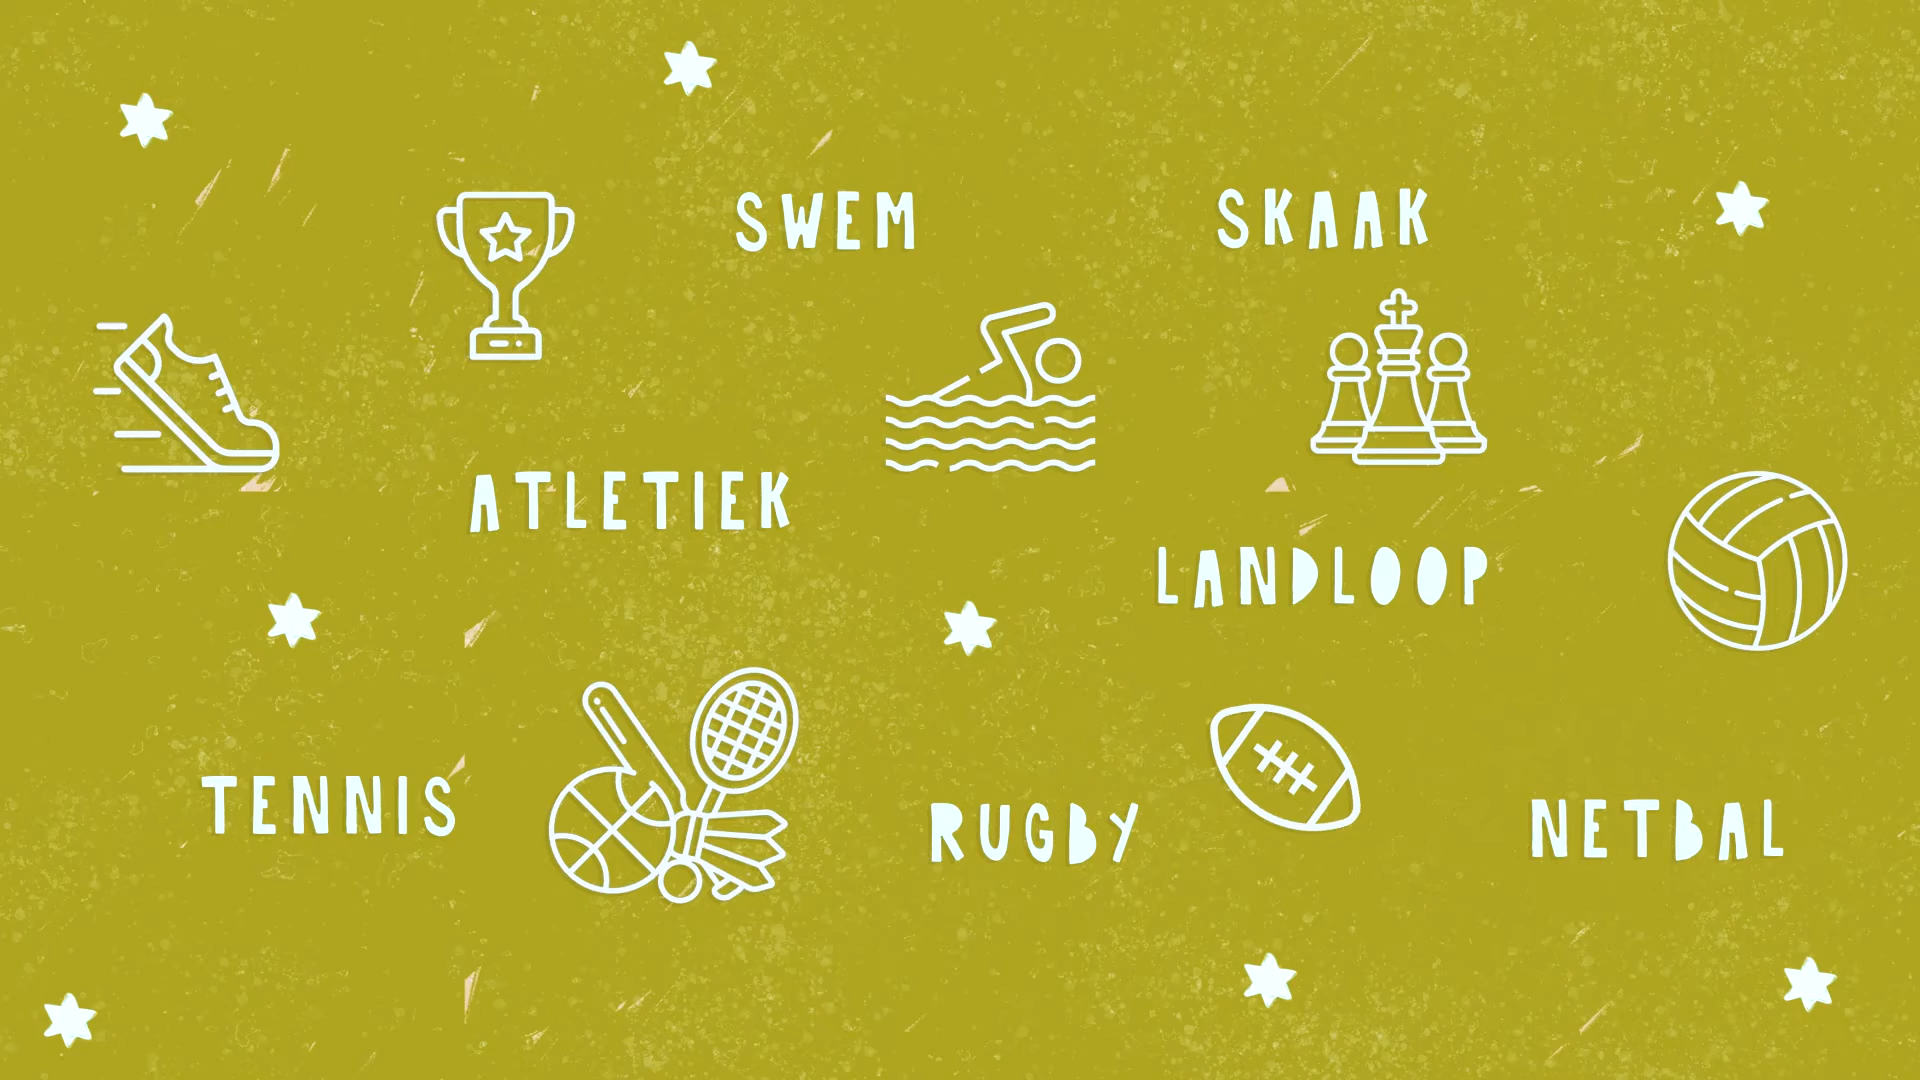 SWEM
SKAAK
ATLETIEK
LANDLOOP
TENNIS
RUGBY
NETBAL